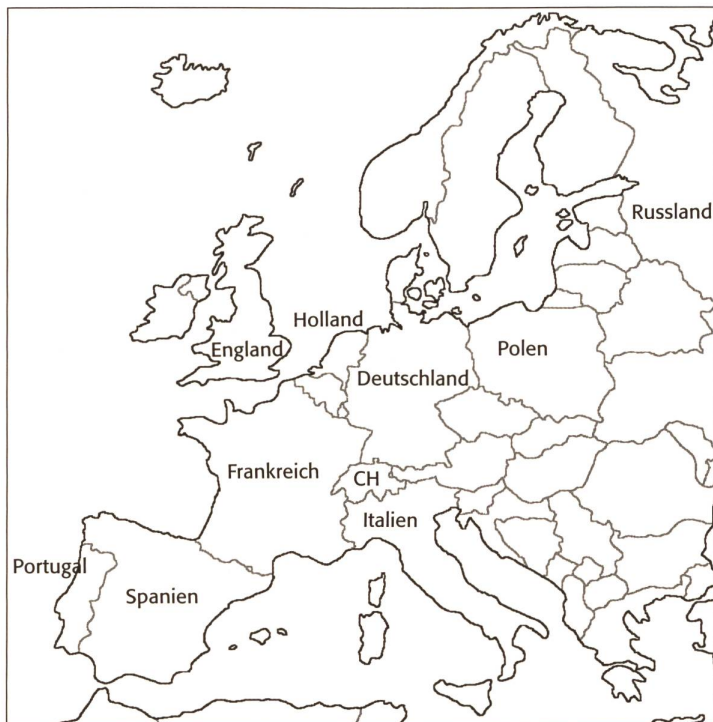 Russland
Holland
England
Polen
Deutschland
Frankreich
CH
Italien
Portugal
Spanien